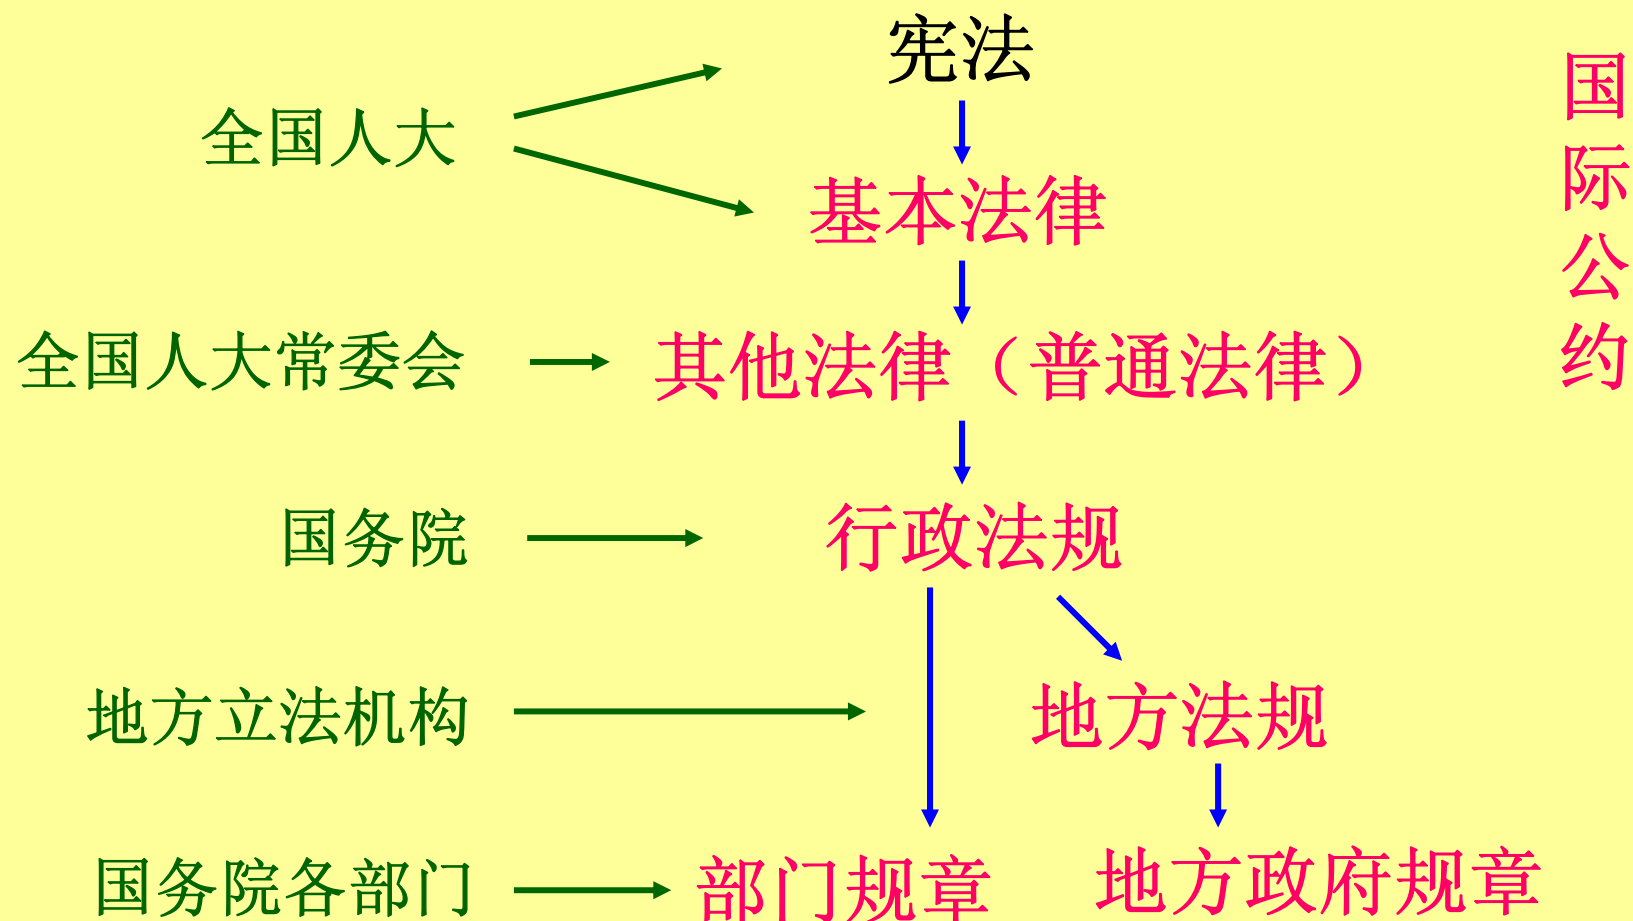 宪法
全国人大
基本法律
全国人大常委会
其他法律（普通法律）
国务院
行政法规
地方立法机构
地方法规
国务院各部门
部门规章
地方政府规章
国际公约